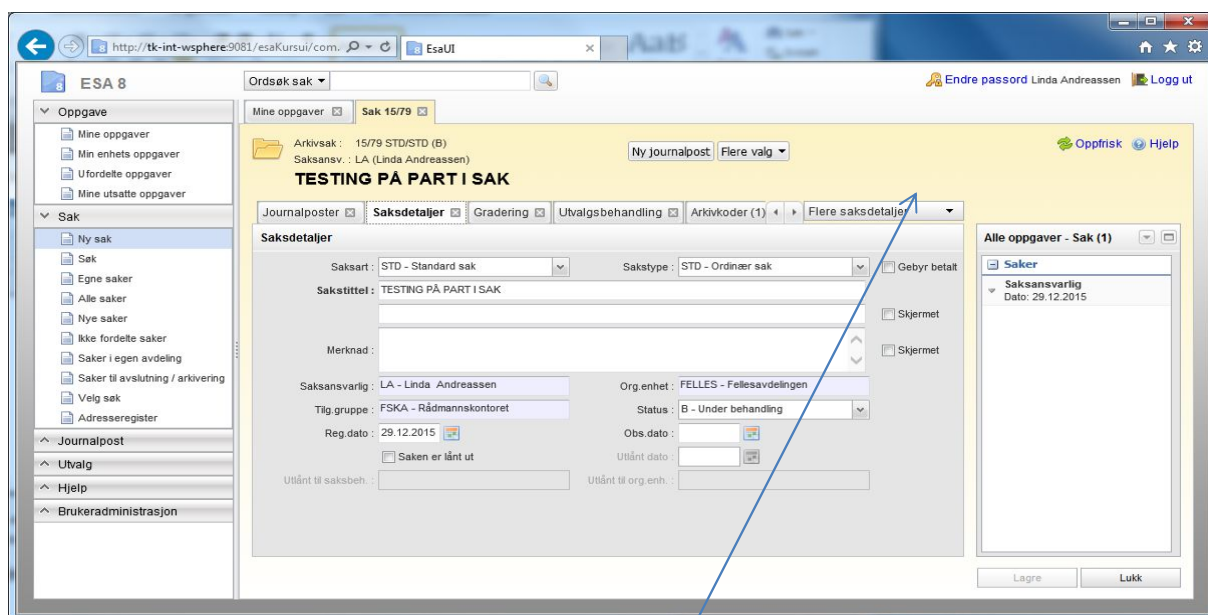 http://tk-int-wsphere:9081/esaKursui/com.
EsaUI
ESA 8
Ordsøk sak
Endre passord Linda Andreassen Logg ut
Oppgave
Mine oppgaver
Min enhets oppgaver
Ufordelte oppgaver
Mine utsatte oppgaver
Sak
Ny sak
Søk
Egne saker
Alle saker
Nye saker
Ikke fordelte saker
Saker i egen avdeling
Saker til avslutning / arkivering
Velg søk
Adresseregister
Journalpost
Utvalg
Hjelp
Brukeradministrasjon
Mine oppgaver Sak 15/79
Arkivsak : 15/79 STD/STD (B)
Saksansv. : LA (Linda Andreassen)
TESTING PÅ PART I SAK
Ny journalpost Flere valg
Oppfrisk Hjelp
Journalposter Saksdetaljer Gradering Utvalgsbehandling Arkivkoder (1) Flere saksdetaljer
Saksdetaljer
Saksart : STD - Standard sak Sakstype : STD - Ordinær sak Gebyr betalt
Sakstittel : TESTING PÅ PART I SAK
Skjermet
Merknad : Skjermet
Saksansvarlig : LA - Linda Andreassen Org.enhet : FELLES - Fellesavdelingen
Tilg.gruppe : FSKA - Rådmannskontoret Status : B - Under behandling
Reg.dato : 29.12.2015 Obs.dato :
Saken er lånt ut Utlånt dato :
Utlånt til saksbeh. : Utlånt til org.enh. :
Alle oppgaver - Sak (1)
Saker
Saksansvarlig
Dato: 29.12.2015
Lagre Lukk